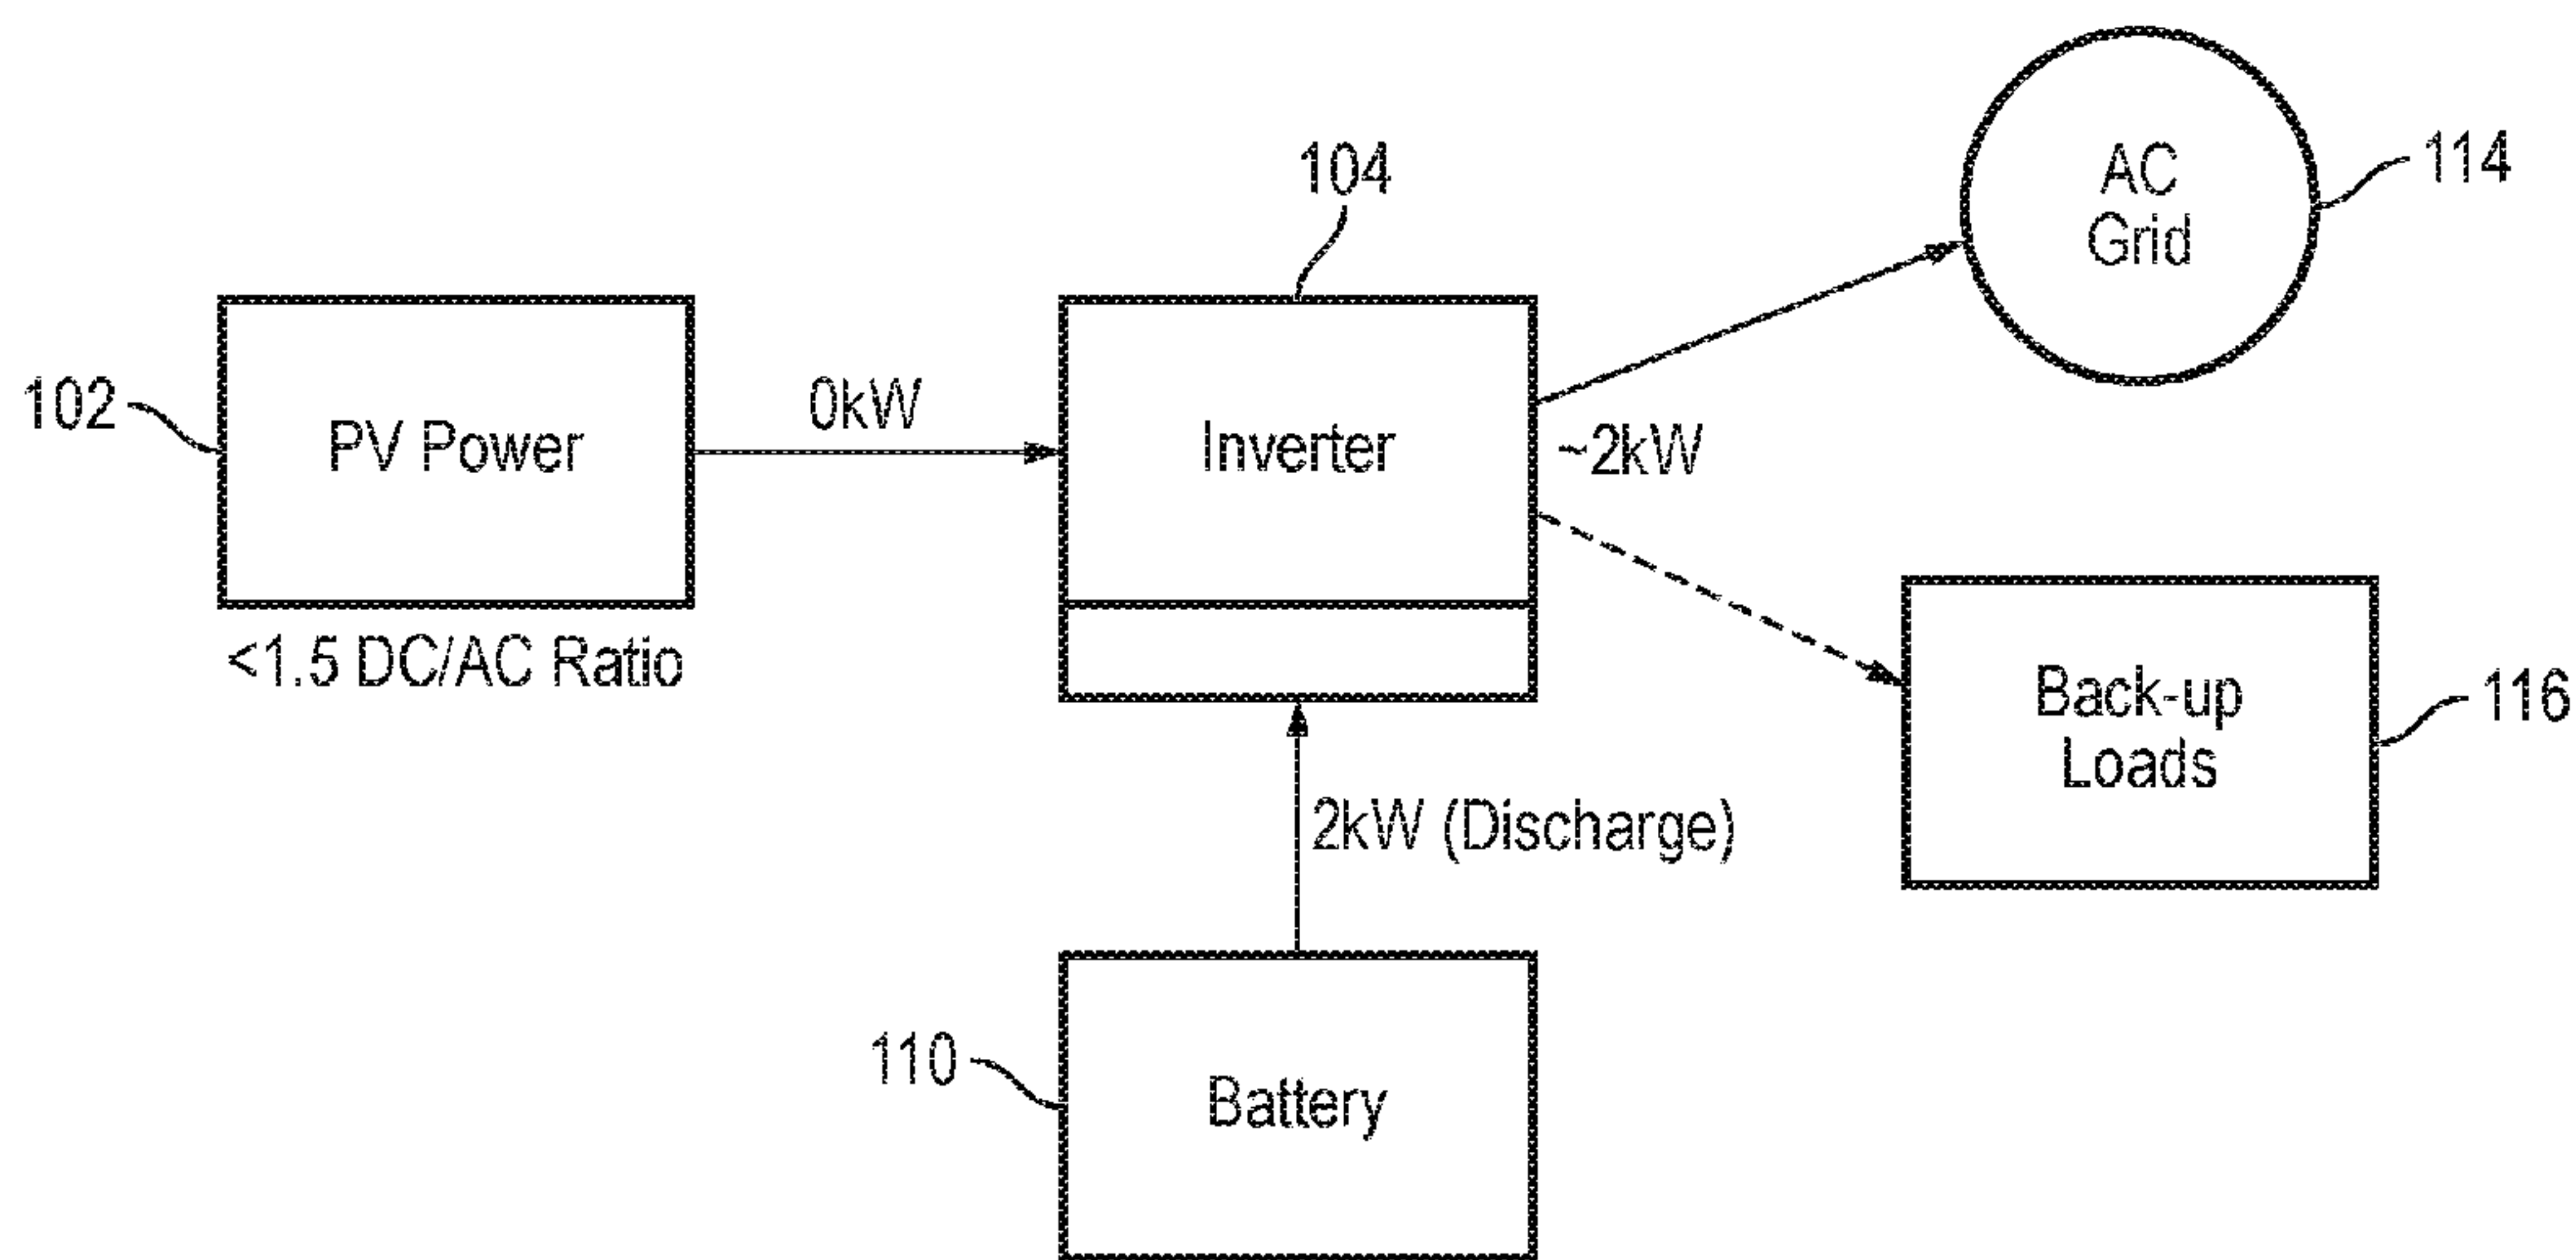 104
AC
Grid
114
102
PV Power
0kW
Inverter
~2kW
<1.5 DC/AC Ratio
Back-up
Loads
116
2kW (Discharge)
110
Battery